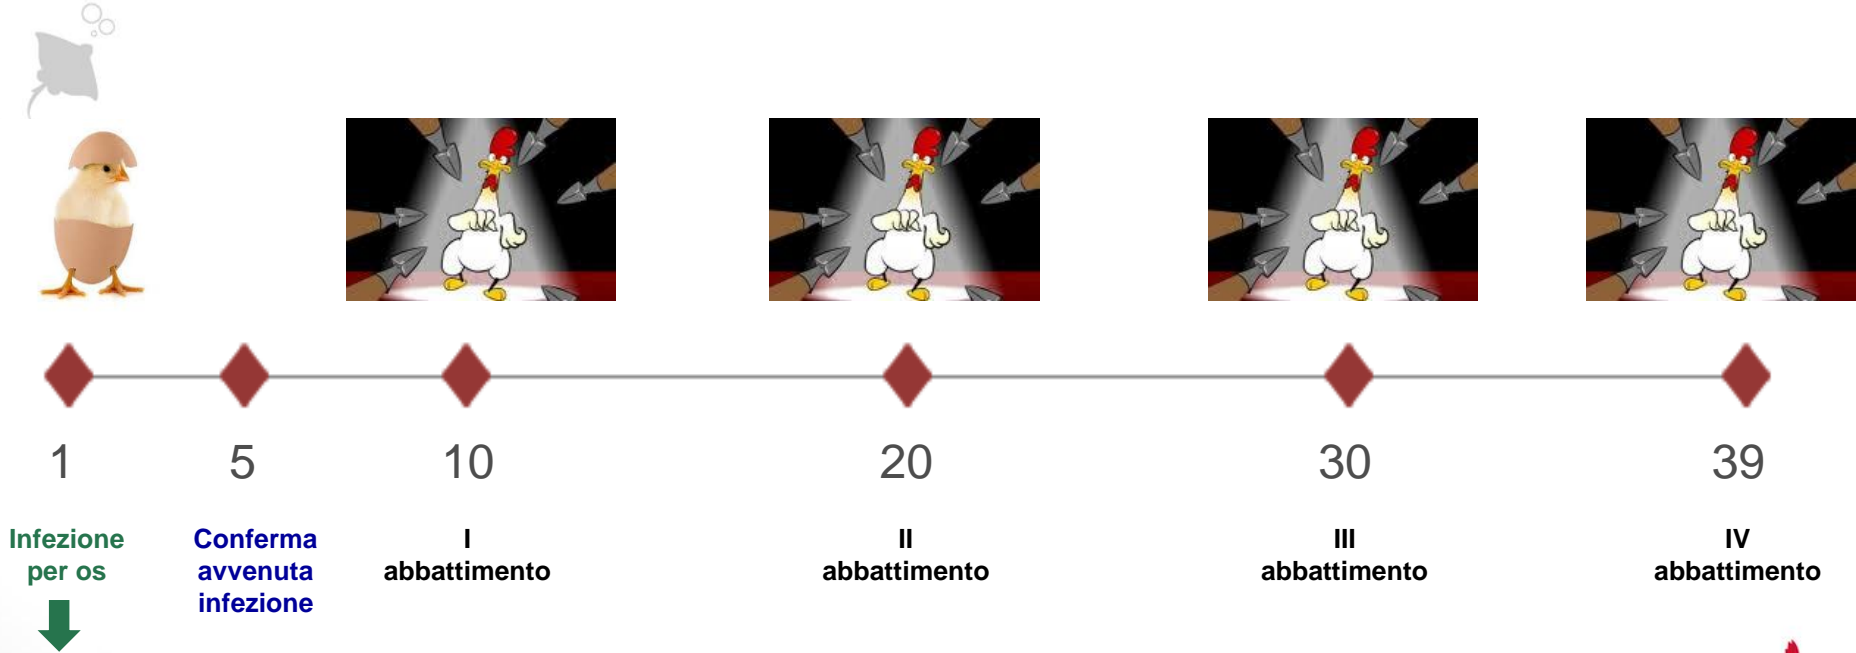 1
5
10
20
30
39
Infezione
per os
Conferma
avvenuta
infezione
I
abbattimento
II
abbattimento
III
abbattimento
IV
abbattimento